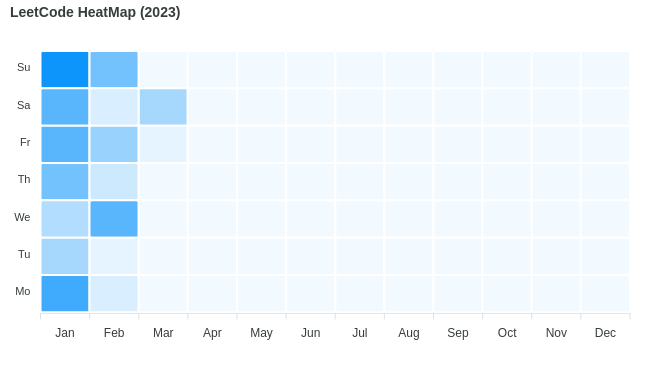 LeetCode HeatMap (2023)
Su
Sa
Fr
Th
We
Tu
Mo
Jan Feb Mar Apr May Jun Jul Aug Sep Oct Nov Dec